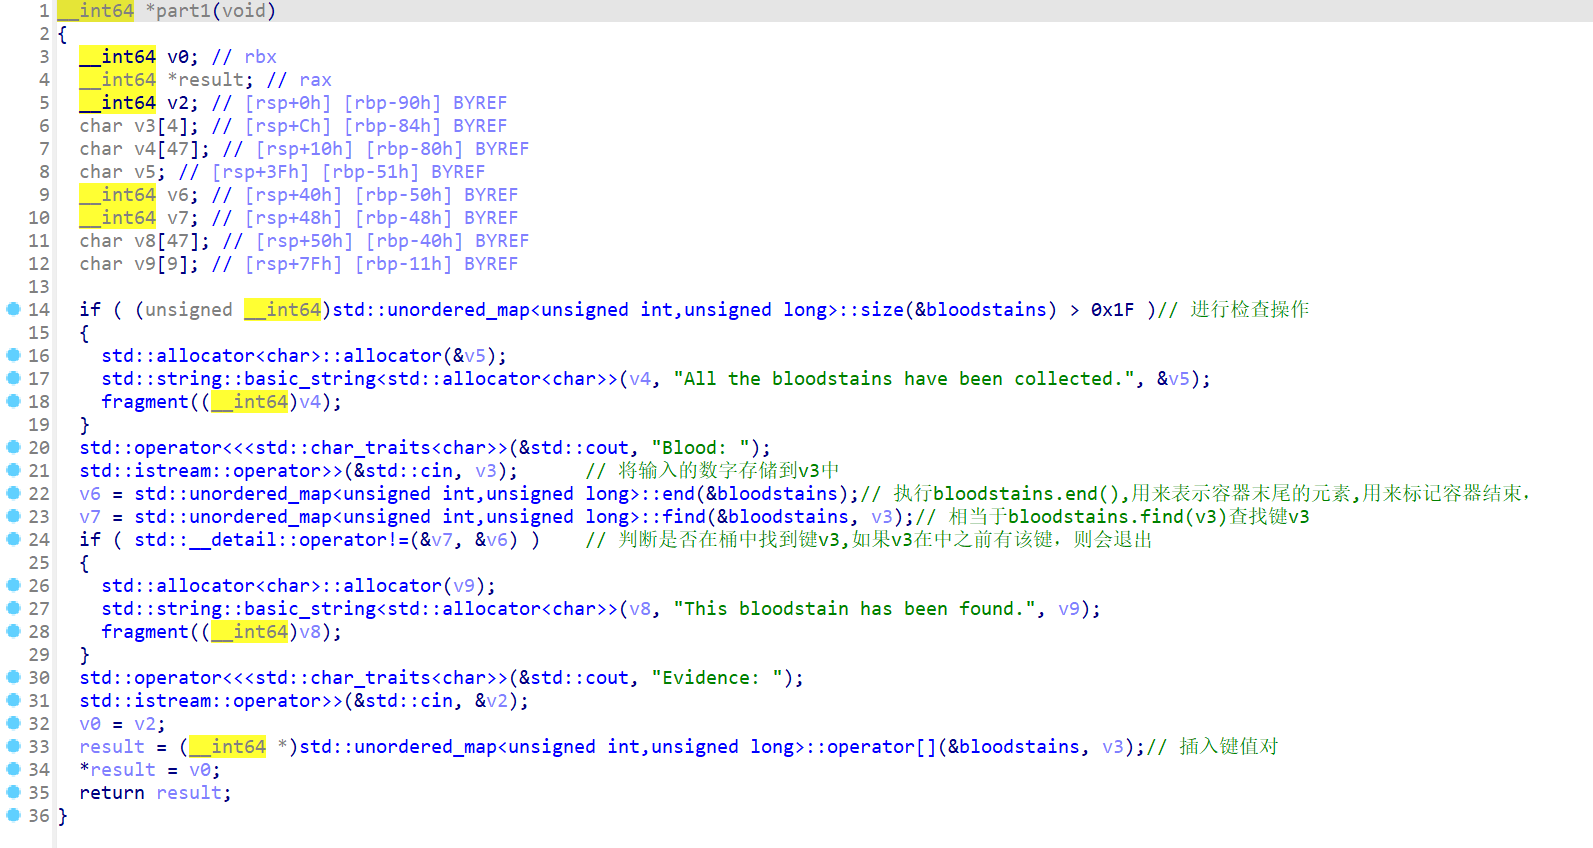 1 __int64 *part1(void)
2 {
3 __int64 v0; // rbx
4 __int64 *result; // rax
5 __int64 v2; // [rsp+0h] [rbp-90h] BYREF
6 char v3[4]; // [rsp+Ch] [rbp-84h] BYREF
7 char v4[47]; // [rsp+10h] [rbp-80h] BYREF
8 char v5; // [rsp+3Fh] [rbp-51h] BYREF
9 __int64 v6; // [rsp+40h] [rbp-50h] BYREF
10 __int64 v7; // [rsp+48h] [rbp-48h] BYREF
11 char v8[47]; // [rsp+50h] [rbp-40h] BYREF
12 char v9[9]; // [rsp+7Fh] [rbp-11h] BYREF
13
14 if ( (unsigned __int64)std::unordered_map<unsigned int,unsigned long>::size(&bloodstains) > 0x1F )// 进行检查操作
15 {
16 std::allocator<char>::allocator(&v5);
17 std::string::basic_string<std::allocator<char>>(v4, "All the bloodstains have been collected.", &v5);
18 fragment((__int64)v4);
19 }
20 std::operator<<<std::char_traits<char>>(&std::cout, "Blood: ");
21 std::istream::operator>>(&std::cin, v3); // 将输入的数字存储到v3中
22 v6 = std::unordered_map<unsigned int,unsigned long>::end(&bloodstains);// 执行bloodstains.end(),用来表示容器末尾的元素,用来标记容器结束,
23 v7 = std::unordered_map<unsigned int,unsigned long>::find(&bloodstains, v3);// 相当于bloodstains.find(v3)查找键v3
24 if ( std::__detail::operator!=(&v7, &v6) ) // 判断是否在桶中找到键v3,如果v3在中之前有该键，则会退出
25 {
26 std::allocator<char>::allocator(v9);
27 std::string::basic_string<std::allocator<char>>(v8, "This bloodstain has been found.", v9);
28 fragment((__int64)v8);
29 }
30 std::operator<<<std::char_traits<char>>(&std::cout, "Evidence: ");
31 std::istream::operator>>(&std::cin, &v2);
32 v0 = v2;
33 result = (__int64 *)std::unordered_map<unsigned int,unsigned long>::operator[](&bloodstains, v3);// 插入键值对
34 *result = v0;
35 return result;
36 }